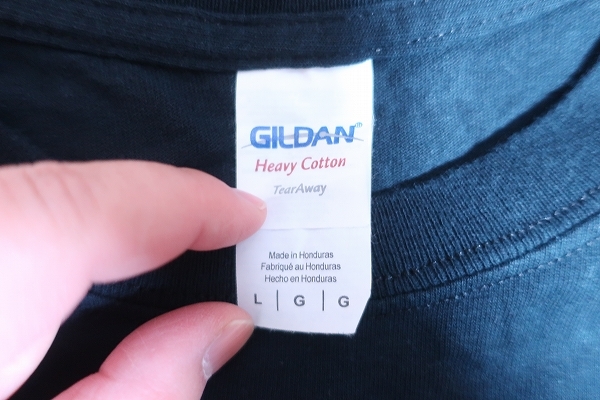 GILDAN®
Heavy Cotton
TearAway
Made in Honduras
Fabriqué au Honduras
Hecho en Honduras
L | G | G